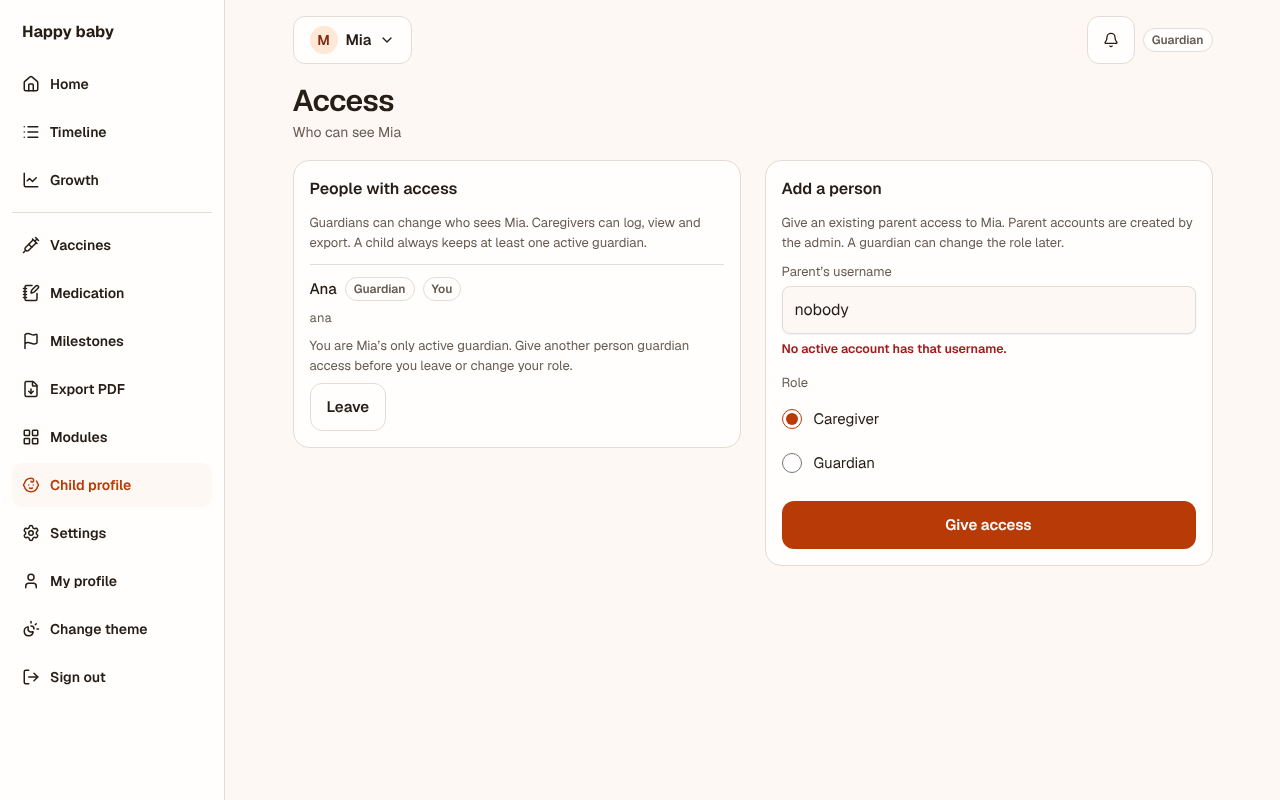 Happy baby
Home
Timeline
Growth
Vaccines
Medication
Milestones
Export PDF
Modules
Child profile
Settings
My profile
Change theme
Sign out
M Mia
Guardian
Access
Who can see Mia
People with access
Guardians can change who sees Mia. Caregivers can log, view and
export. A child always keeps at least one active guardian.
Ana Guardian You
ana
You are Mia’s only active guardian. Give another person guardian
access before you leave or change your role.
Leave
Add a person
Give an existing parent access to Mia. Parent accounts are created by
the admin. A guardian can change the role later.
Parent’s username
nobody
No active account has that username.
Role
Caregiver
Guardian
Give access